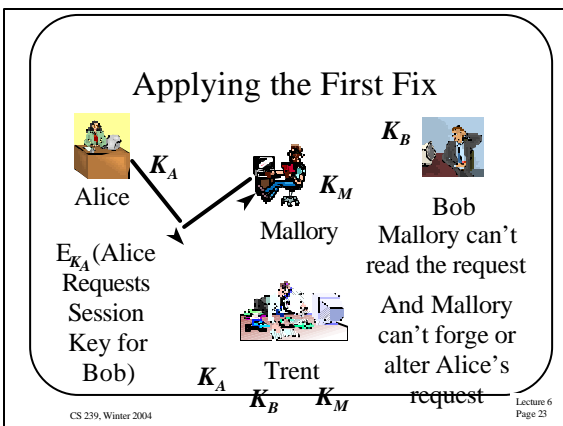 Applying the First Fix
K_A
Alice
K_M
Mallory
K_B
Bob
E_{K_A}(Alice
Requests
Session
Key for
Bob)
Mallory can't
read the request
And Mallory
can't forge or
alter Alice's
request
Trent
K_A
K_B
K_M
CS 239, Winter 2004
Lecture 6
Page 23